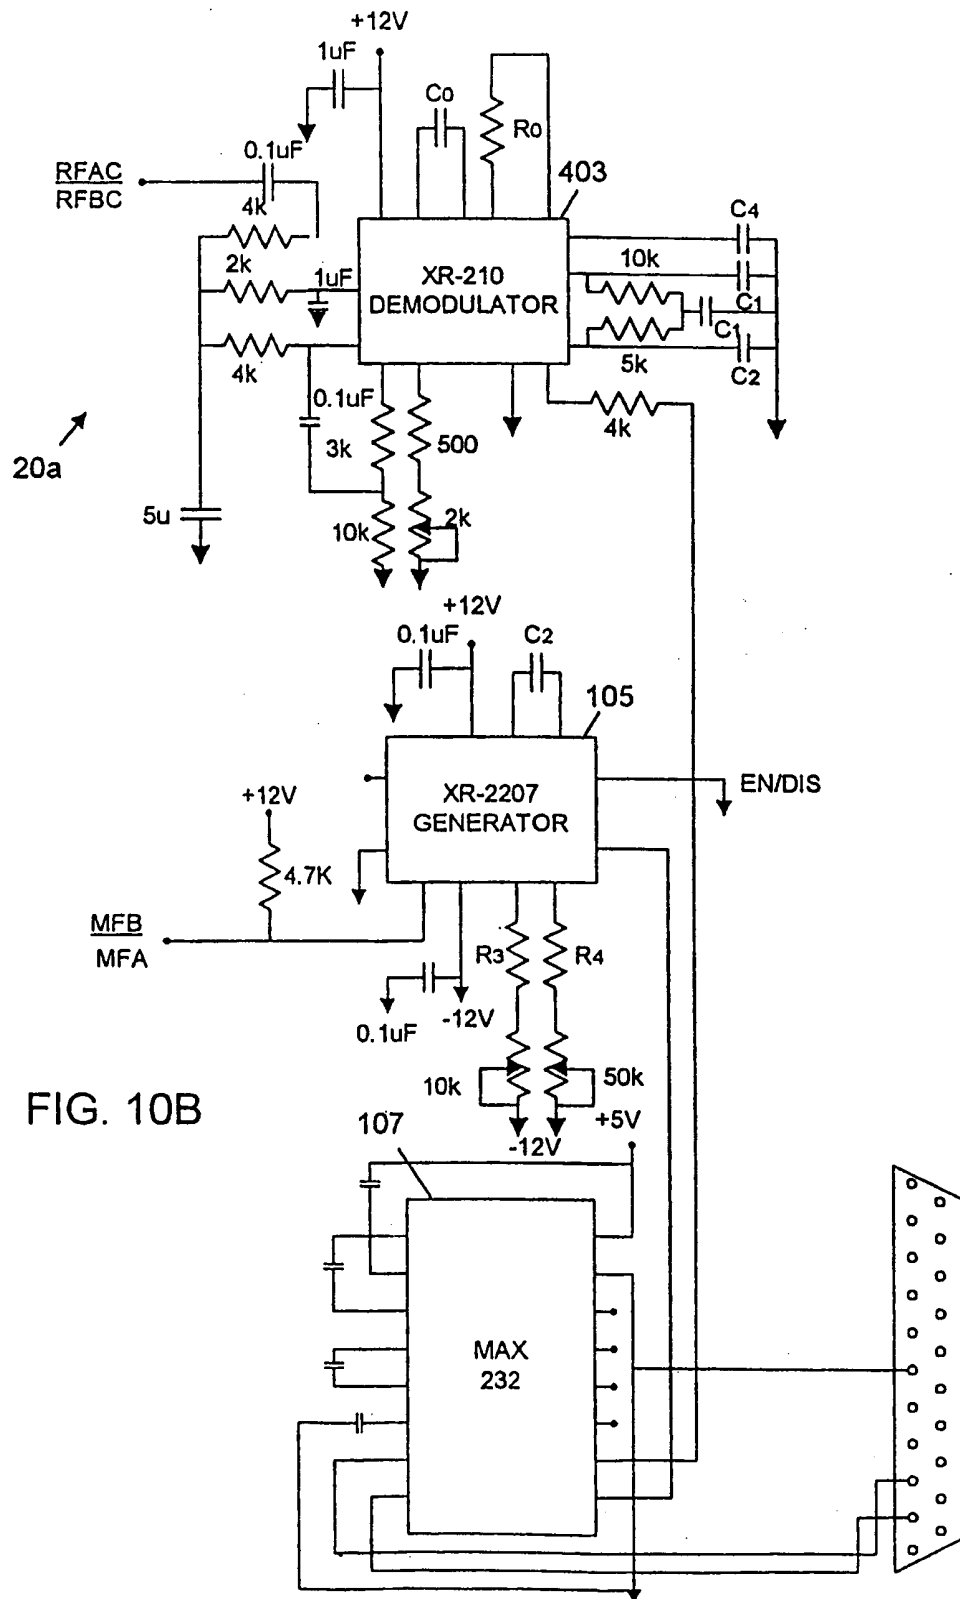 +12V
1uF
C0
R0
0.1uF
403
RFAC
RFBC
4k
C4
2k
10k
1uF
XR-210
DEMODULATOR
C1
C1
4k
5k
C2
0.1uF
4k
3k
500
20a
5u
10k
2k
+12V
0.1uF
C2
105
EN/DIS
+12V
XR-2207
GENERATOR
4.7K
MFB
MFA
R3
R4
-12V
0.1uF
10k
50k
FIG. 10B
107
-12V
+5V
MAX
232